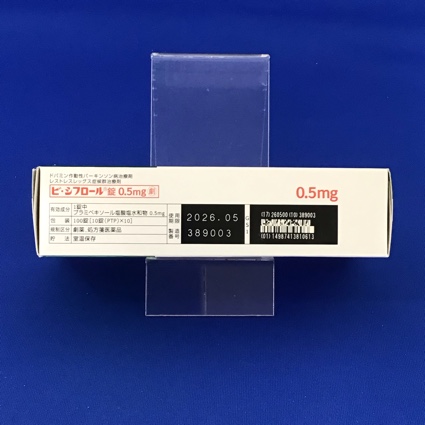 ドパミン作動性パーキンソン病治療剤
レストレスレッグス症候群治療剤
ビ・シフロール®錠 0.5mg 劇
0.5mg
有効成分 1錠中 プラミペキソール塩酸塩水和物 0.5mg
包装 100錠[10錠(PTP)×10]
規制区分 劇薬、処方箋医薬品
貯法 室温保存
使用期限 2026.05
製造番号 389003
GS1
(17) 260500 (10) 389003
(01) 14987413810613